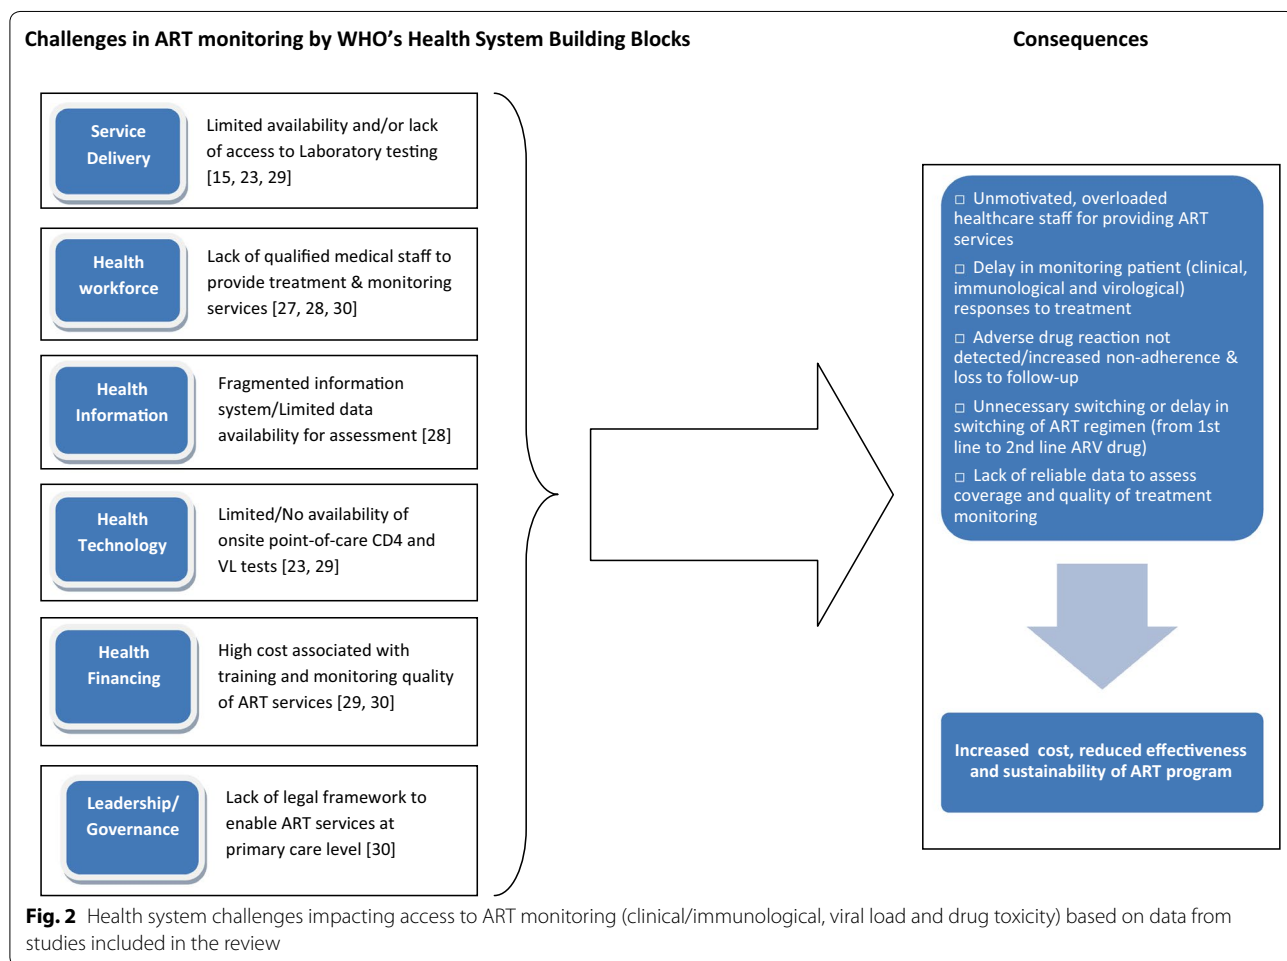 Challenges in ART monitoring by WHO's Health System Building Blocks
Consequences
Service
Delivery
Limited availability and/or lack
of access to Laboratory testing
[15, 23, 29]
Health
workforce
Lack of qualified medical staff to
provide treatment & monitoring
services [27, 28, 30]
Health
Information
Fragmented information
system/Limited data
availability for assessment [28]
Health
Technology
Limited/No availability of
onsite point-of-care CD4 and
VL tests [23, 29]
Health
Financing
High cost associated with
training and monitoring quality
of ART services [29, 30]
Leadership/
Governance
Lack of legal framework to
enable ART services at
primary care level [30]
□ Unmotivated, overloaded
healthcare staff for providing ART
services
□ Delay in monitoring patient (clinical,
immunological and virological)
responses to treatment
□ Adverse drug reaction not
detected/increased non-adherence &
loss to follow-up
□ Unnecessary switching or delay in
switching of ART regimen (from 1st
line to 2nd line ARV drug)
□ Lack of reliable data to assess
coverage and quality of treatment
monitoring
Increased cost, reduced effectiveness
and sustainability of ART program
Fig. 2 Health system challenges impacting access to ART monitoring (clinical/immunological, viral load and drug toxicity) based on data from
studies included in the review